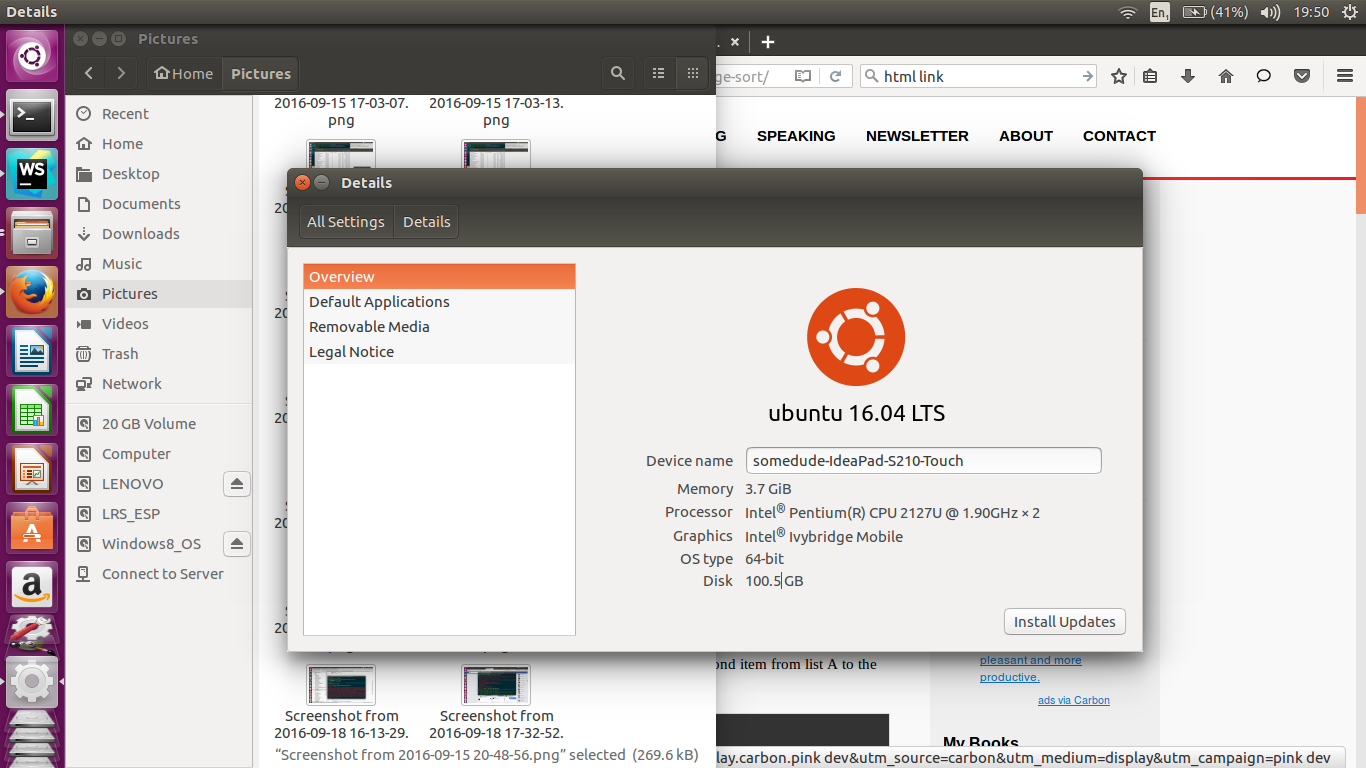 Details
En1
(41%)
19:50
Pictures
Home
Pictures
ge-sort/
html link
Recent
Home
Desktop
Documents
Downloads
Music
Pictures
Videos
Trash
Network
20 GB Volume
Computer
LENOVO
LRS_ESP
Windows8_OS
Connect to Server
2016-09-15 17-03-07.
png
2016-09-15 17-03-13.
png
G
SPEAKING
NEWSLETTER
ABOUT
CONTACT
WS
Details
All Settings
Details
Overview
Default Applications
Removable Media
Legal Notice
ubuntu 16.04 LTS
Device name somedude-IdeaPad-S210-Touch
Memory 3.7 GiB
Processor Intel® Pentium(R) CPU 2127U @ 1.90GHz × 2
Graphics Intel® Ivybridge Mobile
OS type 64-bit
Disk 100.5 GB
Install Updates
ond item from list A to the
pleasant and more
productive.
ads via Carbon
My Books
Screenshot from
2016-09-18 16-13-29.
Screenshot from
2016-09-18 17-32-52.
“Screenshot from 2016-09-15 20-48-56.png” selected (269.6 kB)
lay.carbon.pink dev&utm_source=carbon&utm_medium=display&utm_campaign=pink dev